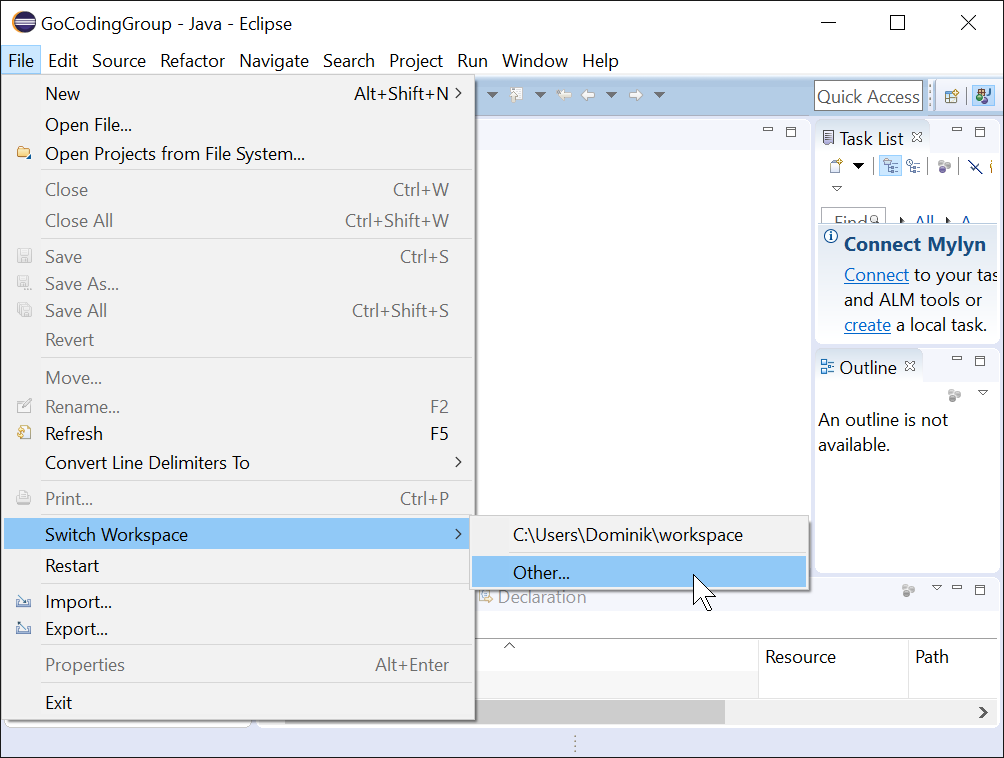 GoCodingGroup - Java - Eclipse
File Edit Source Refactor Navigate Search Project Run Window Help
New Alt+Shift+N
Open File...
Open Projects from File System...
Close Ctrl+W
Close All Ctrl+Shift+W
Save Ctrl+S
Save As...
Save All Ctrl+Shift+S
Revert
Move...
Rename... F2
Refresh F5
Convert Line Delimiters To
Print... Ctrl+P
Switch Workspace
Restart
Import...
Export...
Properties Alt+Enter
Exit
C:\Users\Dominik\workspace
Other...
Declaration
Resource Path
Quick Access
Task List
Find All A
Connect Mylyn
Connect to your tas
and ALM tools or
create a local task.
Outline
An outline is not
available.